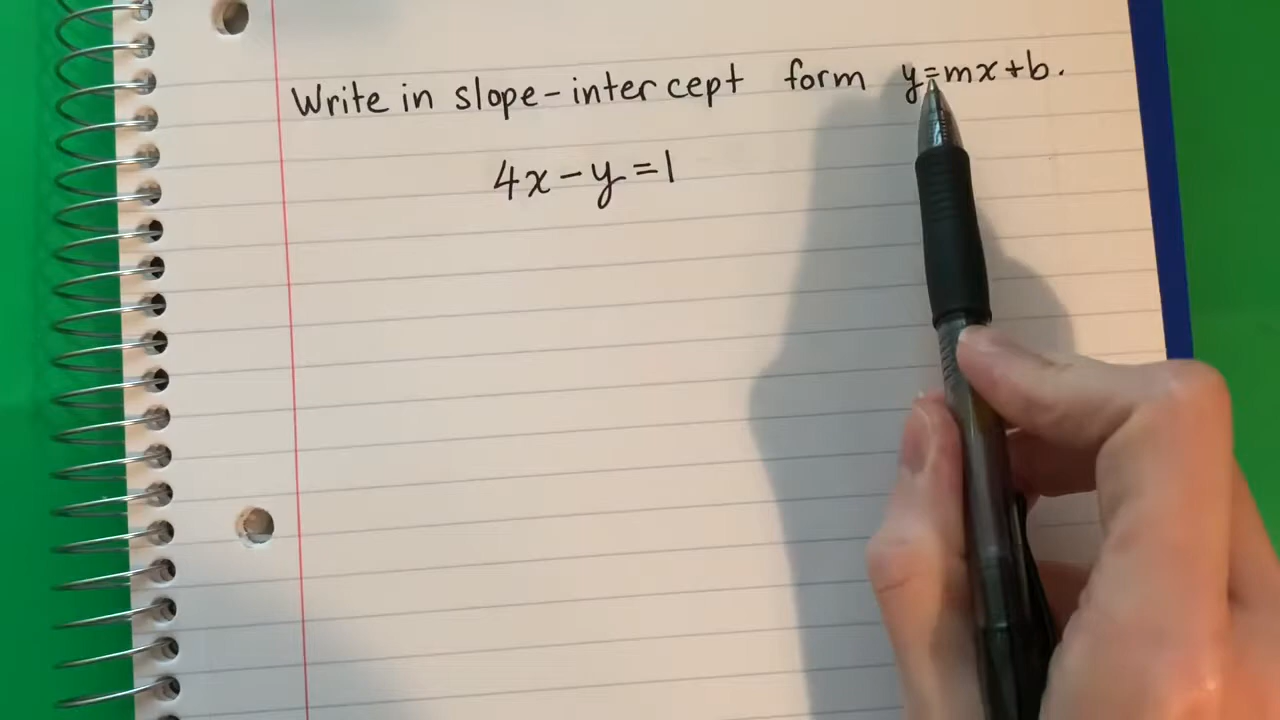 Write in slope-intercept form y=mx+b.
4x-y=1